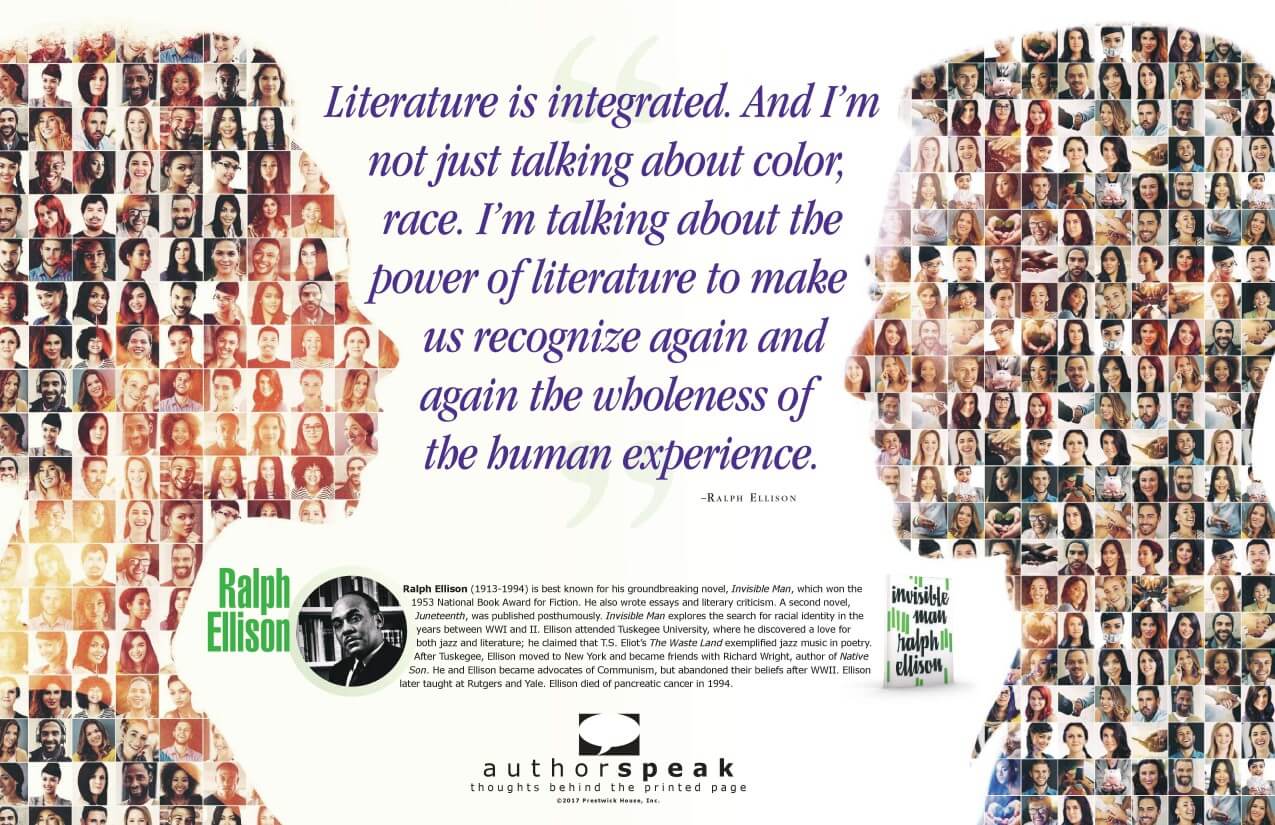 Literature is integrated. And I’m
not just talking about color,
race. I’m talking about the
power of literature to make
us recognize again and
again the wholeness of
the human experience.
–Ralph Ellison
Ralph
Ellison
Ralph Ellison (1913-1994) is best known for his groundbreaking novel, Invisible Man, which won the
1953 National Book Award for Fiction. He also wrote essays and literary criticism. A second novel,
Juneteenth, was published posthumously. Invisible Man explores the search for racial identity in the
years between WWI and II. Ellison attended Tuskegee University, where he discovered a love for
both jazz and literature; he claimed that T.S. Eliot’s The Waste Land exemplified jazz music in poetry.
After Tuskegee, Ellison moved to New York and became friends with Richard Wright, author of Native
Son. He and Ellison became advocates of Communism, but abandoned their beliefs after WWII. Ellison
later taught at Rutgers and Yale. Ellison died of pancreatic cancer in 1994.
invisible
man
ralph
ellison
authorspeak
thoughts behind the printed page
©2017 Prestwick House, Inc.